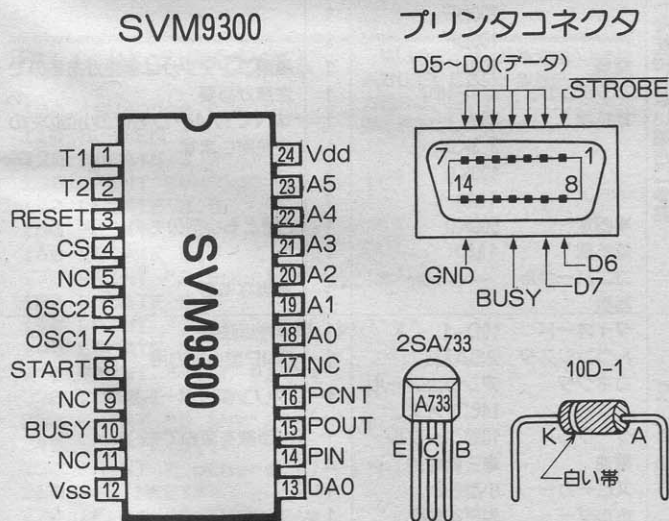 SVM9300
T1 1
T2 2
RESET 3
CS 4
NC 5
OSC2 6
OSC1 7
START 8
NC 9
BUSY 10
NC 11
Vss 12
24 Vdd
23 A5
22 A4
21 A3
20 A2
19 A1
18 A0
17 NC
16 PCNT
15 POUT
14 PIN
13 DA0
SVM9300
プリンタコネクタ
D5〜D0(データ)
STROBE
7 1
14 8
GND
BUSY
D7
D6
2SA733
A733
E C B
10D-1
K A
白い帯